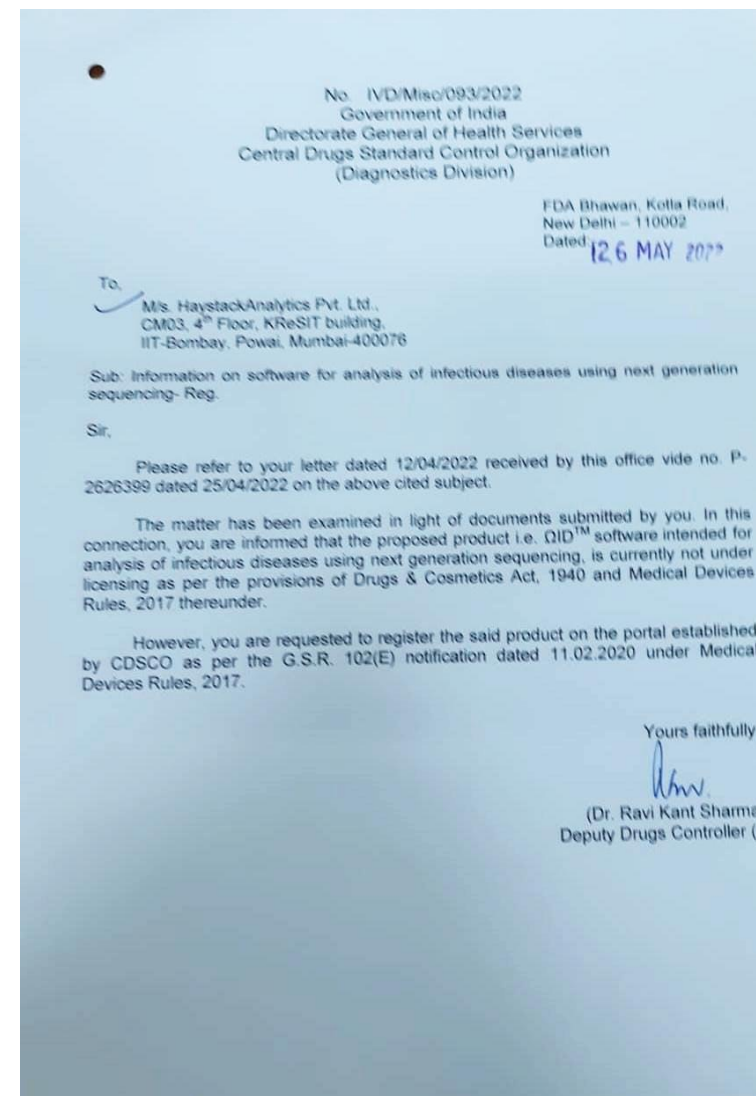 No. IVD/Misc/093/2022
Government of India
Directorate General of Health Services
Central Drugs Standard Control Organization
(Diagnostics Division)
FDA Bhawan, Kotla Road,
New Delhi – 110002
Dated:
26 MAY 2022
To,
M/s. HaystackAnalytics Pvt. Ltd.,
CM03, 4th Floor, KReSIT building,
IIT-Bombay, Powai, Mumbai-400076
Sub: Information on software for analysis of infectious diseases using next generation
sequencing- Reg.
Sir,
Please refer to your letter dated 12/04/2022 received by this office vide no. P-
2626399 dated 25/04/2022 on the above cited subject.
The matter has been examined in light of documents submitted by you. In this
connection, you are informed that the proposed product i.e. ΩID™ software intended for
analysis of infectious diseases using next generation sequencing, is currently not under
licensing as per the provisions of Drugs & Cosmetics Act, 1940 and Medical Devices
Rules, 2017 thereunder.
However, you are requested to register the said product on the portal established
by CDSCO as per the G.S.R. 102(E) notification dated 11.02.2020 under Medical
Devices Rules, 2017.
Yours faithfully
(Dr. Ravi Kant Sharma
Deputy Drugs Controller (